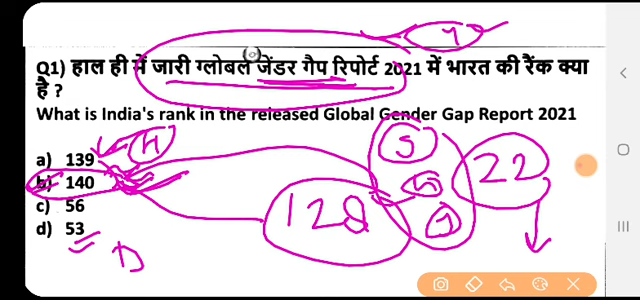 Y
Q1) हाल ही में जारी ग्लोबल जेंडर गैप रिपोर्ट 2021 में भारत की रैंक क्या
है ?
What is India's rank in the released Global Gender Gap Report 2021
a) 139
b) 140
c) 56
d) 53
128
22